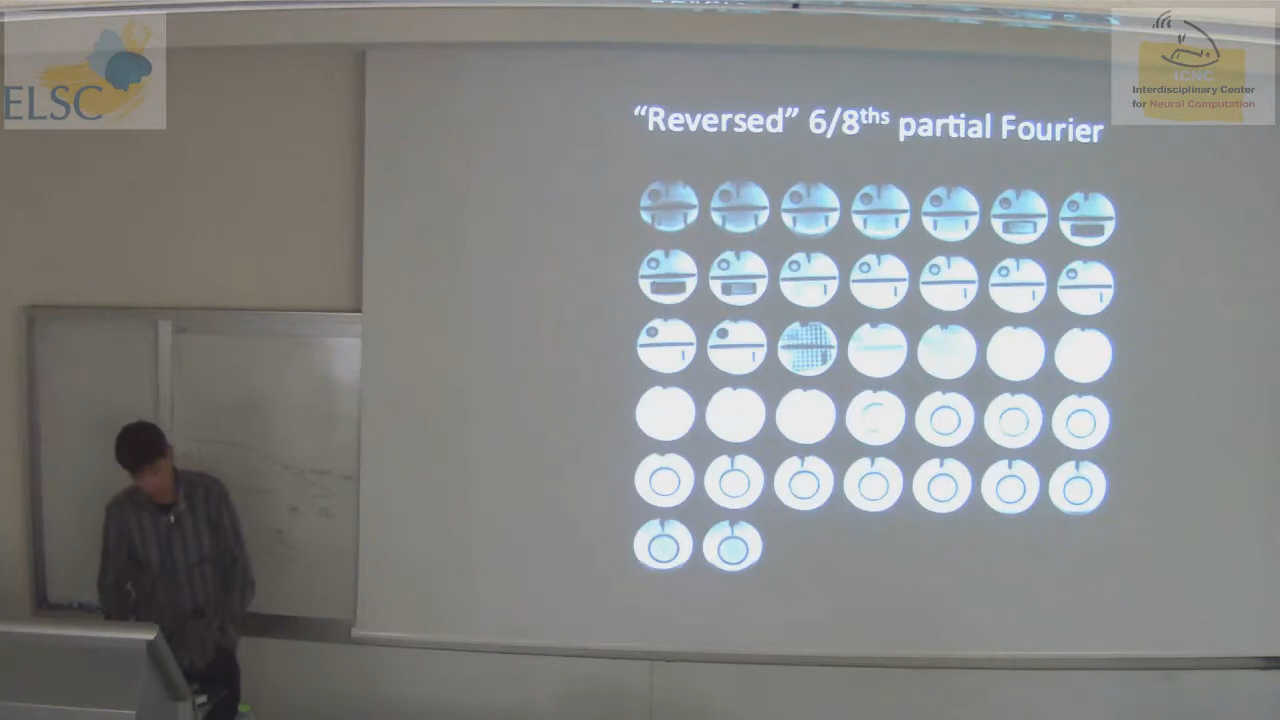 ELSC
ICNC
Interdisciplinary Center
for Neural Computation
“Reversed” 6/8ths partial Fourier